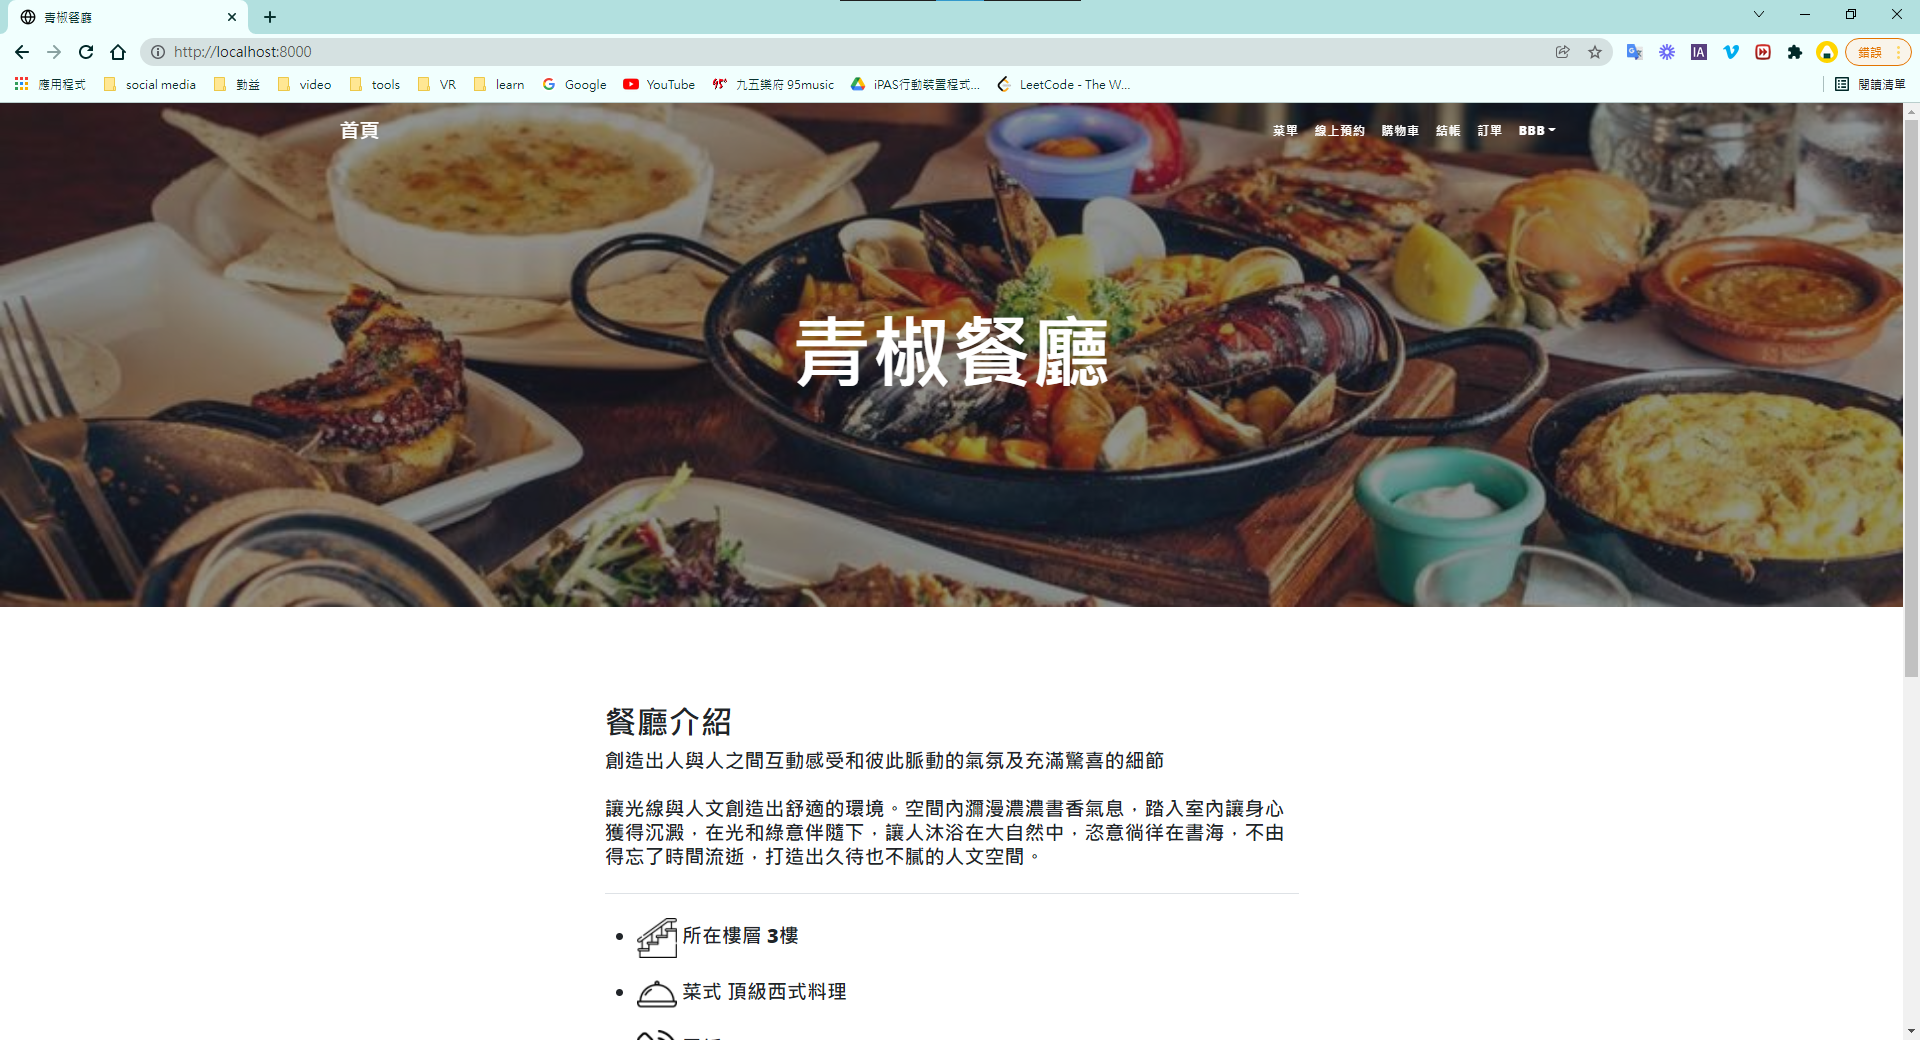 青椒餐廳
http://localhost:8000
錯誤
應用程式 social media 勤益 video tools VR learn Google YouTube 九五樂府 95music iPAS行動裝置程式... LeetCode - The W... 閱讀清單
首頁 菜單 線上預約 購物車 結帳 訂單 BBB
青椒餐廳
餐廳介紹
創造出人與人之間互動感受和彼此脈動的氣氛及充滿驚喜的細節
讓光線與人文創造出舒適的環境。空間內瀰漫濃濃書香氣息，踏入室內讓身心
獲得沉澱，在光和綠意伴隨下，讓人沐浴在大自然中，恣意徜徉在書海，不由
得忘了時間流逝，打造出久待也不膩的人文空間。
所在樓層 3樓
菜式 頂級西式料理